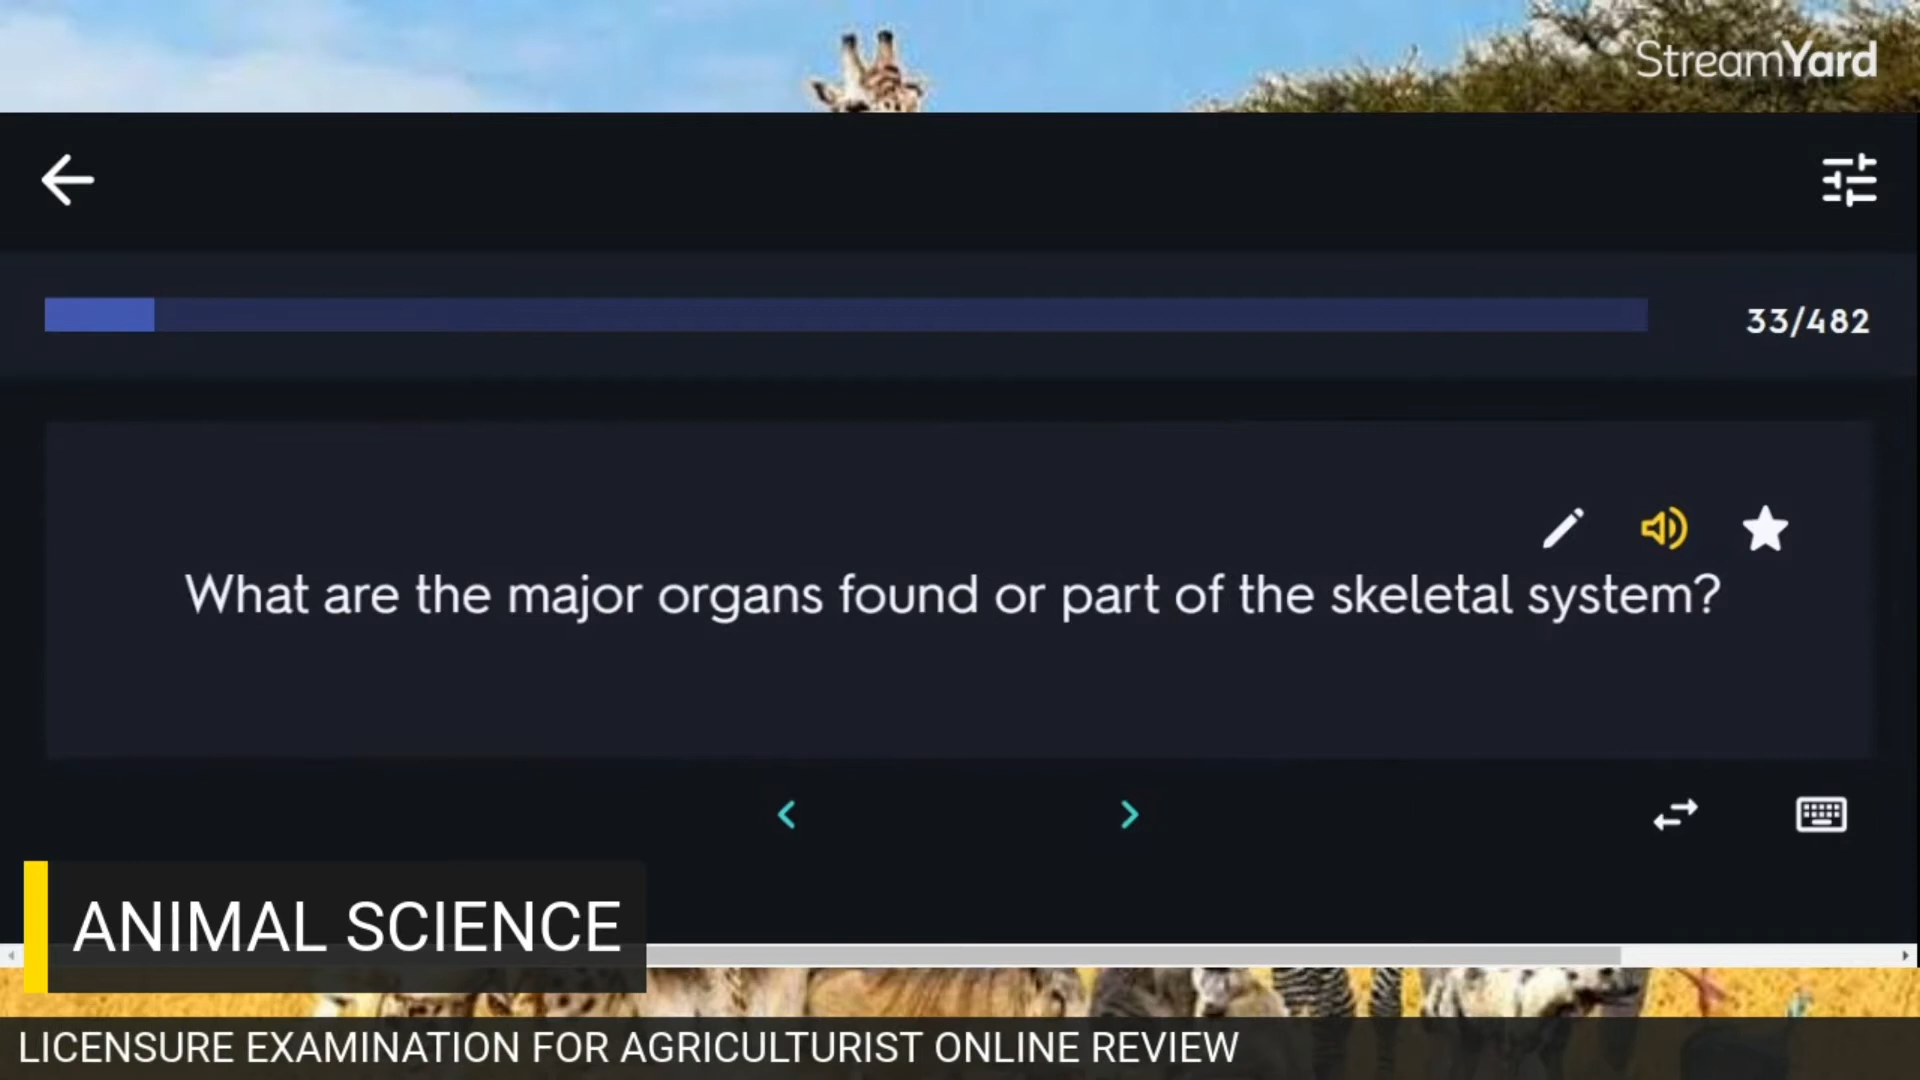 StreamYard
33/482
What are the major organs found or part of the skeletal system?
ANIMAL SCIENCE
LICENSURE EXAMINATION FOR AGRICULTURIST ONLINE REVIEW